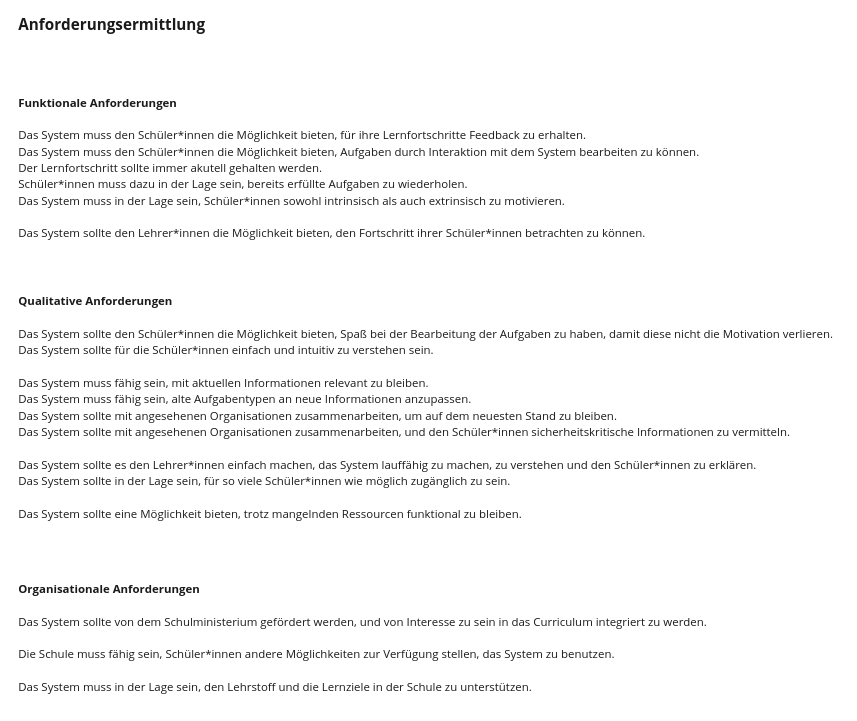 Anforderungsermittlung
Funktionale Anforderungen
Das System muss den Schüler*innen die Möglichkeit bieten, für ihre Lernfortschritte Feedback zu erhalten.
Das System muss den Schüler*innen die Möglichkeit bieten, Aufgaben durch Interaktion mit dem System bearbeiten zu können.
Der Lernfortschritt sollte immer akutell gehalten werden.
Schüler*innen muss dazu in der Lage sein, bereits erfüllte Aufgaben zu wiederholen.
Das System muss in der Lage sein, Schüler*innen sowohl intrinsisch als auch extrinsisch zu motivieren.
Das System sollte den Lehrer*innen die Möglichkeit bieten, den Fortschritt ihrer Schüler*innen betrachten zu können.
Qualitative Anforderungen
Das System sollte den Schüler*innen die Möglichkeit bieten, Spaß bei der Bearbeitung der Aufgaben zu haben, damit diese nicht die Motivation verlieren.
Das System sollte für die Schüler*innen einfach und intuitiv zu verstehen sein.
Das System muss fähig sein, mit aktuellen Informationen relevant zu bleiben.
Das System muss fähig sein, alte Aufgabentypen an neue Informationen anzupassen.
Das System sollte mit angesehenen Organisationen zusammenarbeiten, um auf dem neuesten Stand zu bleiben.
Das System sollte mit angesehenen Organisationen zusammenarbeiten, und den Schüler*innen sicherheitskritische Informationen zu vermitteln.
Das System sollte es den Lehrer*innen einfach machen, das System lauffähig zu machen, zu verstehen und den Schüler*innen zu erklären.
Das System sollte in der Lage sein, für so viele Schüler*innen wie möglich zugänglich zu sein.
Das System sollte eine Möglichkeit bieten, trotz mangelnden Ressourcen funktional zu bleiben.
Organisationale Anforderungen
Das System sollte von dem Schulministerium gefördert werden, und von Interesse zu sein in das Curriculum integriert zu werden.
Die Schule muss fähig sein, Schüler*innen andere Möglichkeiten zur Verfügung stellen, das System zu benutzen.
Das System muss in der Lage sein, den Lehrstoff und die Lernziele in der Schule zu unterstützen.